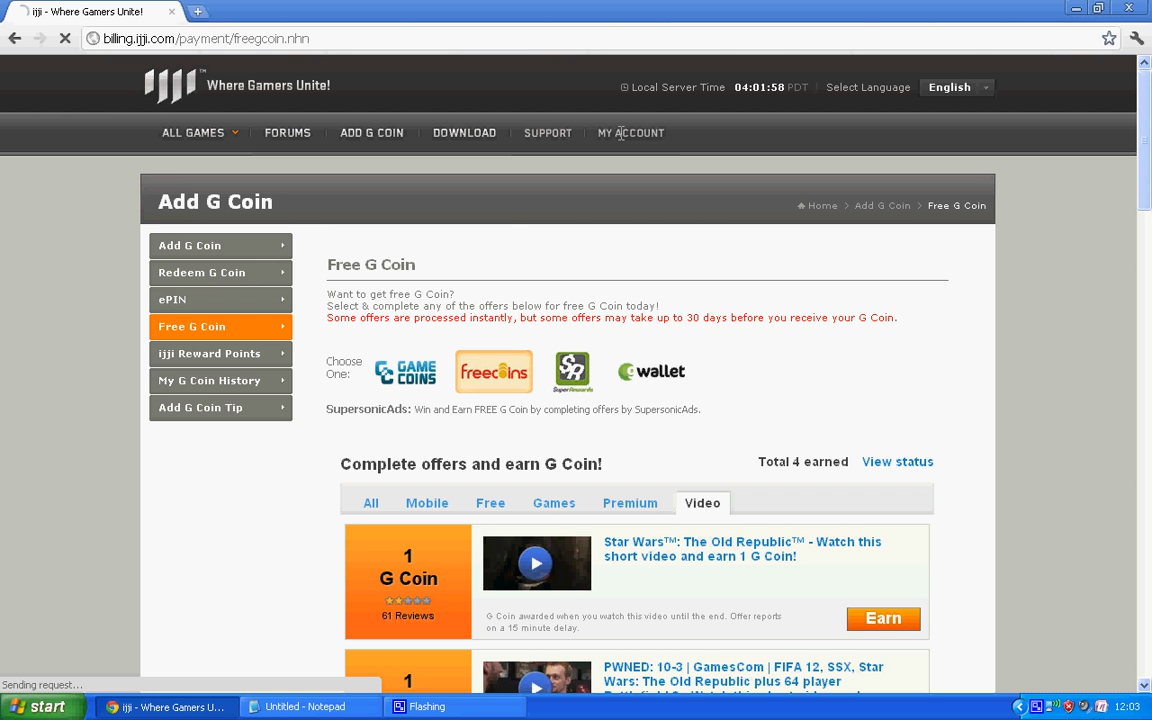 ijji - Where Gamers Unite!
billing.ijji.com/payment/freegcoin.nhn
ijji™ Where Gamers Unite!
Local Server Time 04:01:58 PDT Select Language English
ALL GAMES FORUMS ADD G COIN DOWNLOAD SUPPORT MY ACCOUNT
Add G Coin
Home > Add G Coin > Free G Coin
Add G Coin
Redeem G Coin
ePIN
Free G Coin
ijji Reward Points
My G Coin History
Add G Coin Tip
Free G Coin
Want to get free G Coin?
Select & complete any of the offers below for free G Coin today!
Some offers are processed instantly, but some offers may take up to 30 days before you receive your G Coin.
Choose
One:
GAME
COINS
freecoins
SR
SuperRewards
gwallet
SupersonicAds: Win and Earn FREE G Coin by completing offers by SupersonicAds.
Complete offers and earn G Coin!
Total 4 earned View status
All Mobile Free Games Premium Video
1
G Coin
61 Reviews
Star Wars™: The Old Republic™ - Watch this
short video and earn 1 G Coin!
G Coin awarded when you watch this video until the end. Offer reports
on a 15 minute delay.
Earn
1
PWNED: 10-3 | GamesCom | FIFA 12, SSX, Star
Wars: The Old Republic plus 64 player
Sending request...
start
ijji - Where Gamers U...
Untitled - Notepad
Flashing
12:03